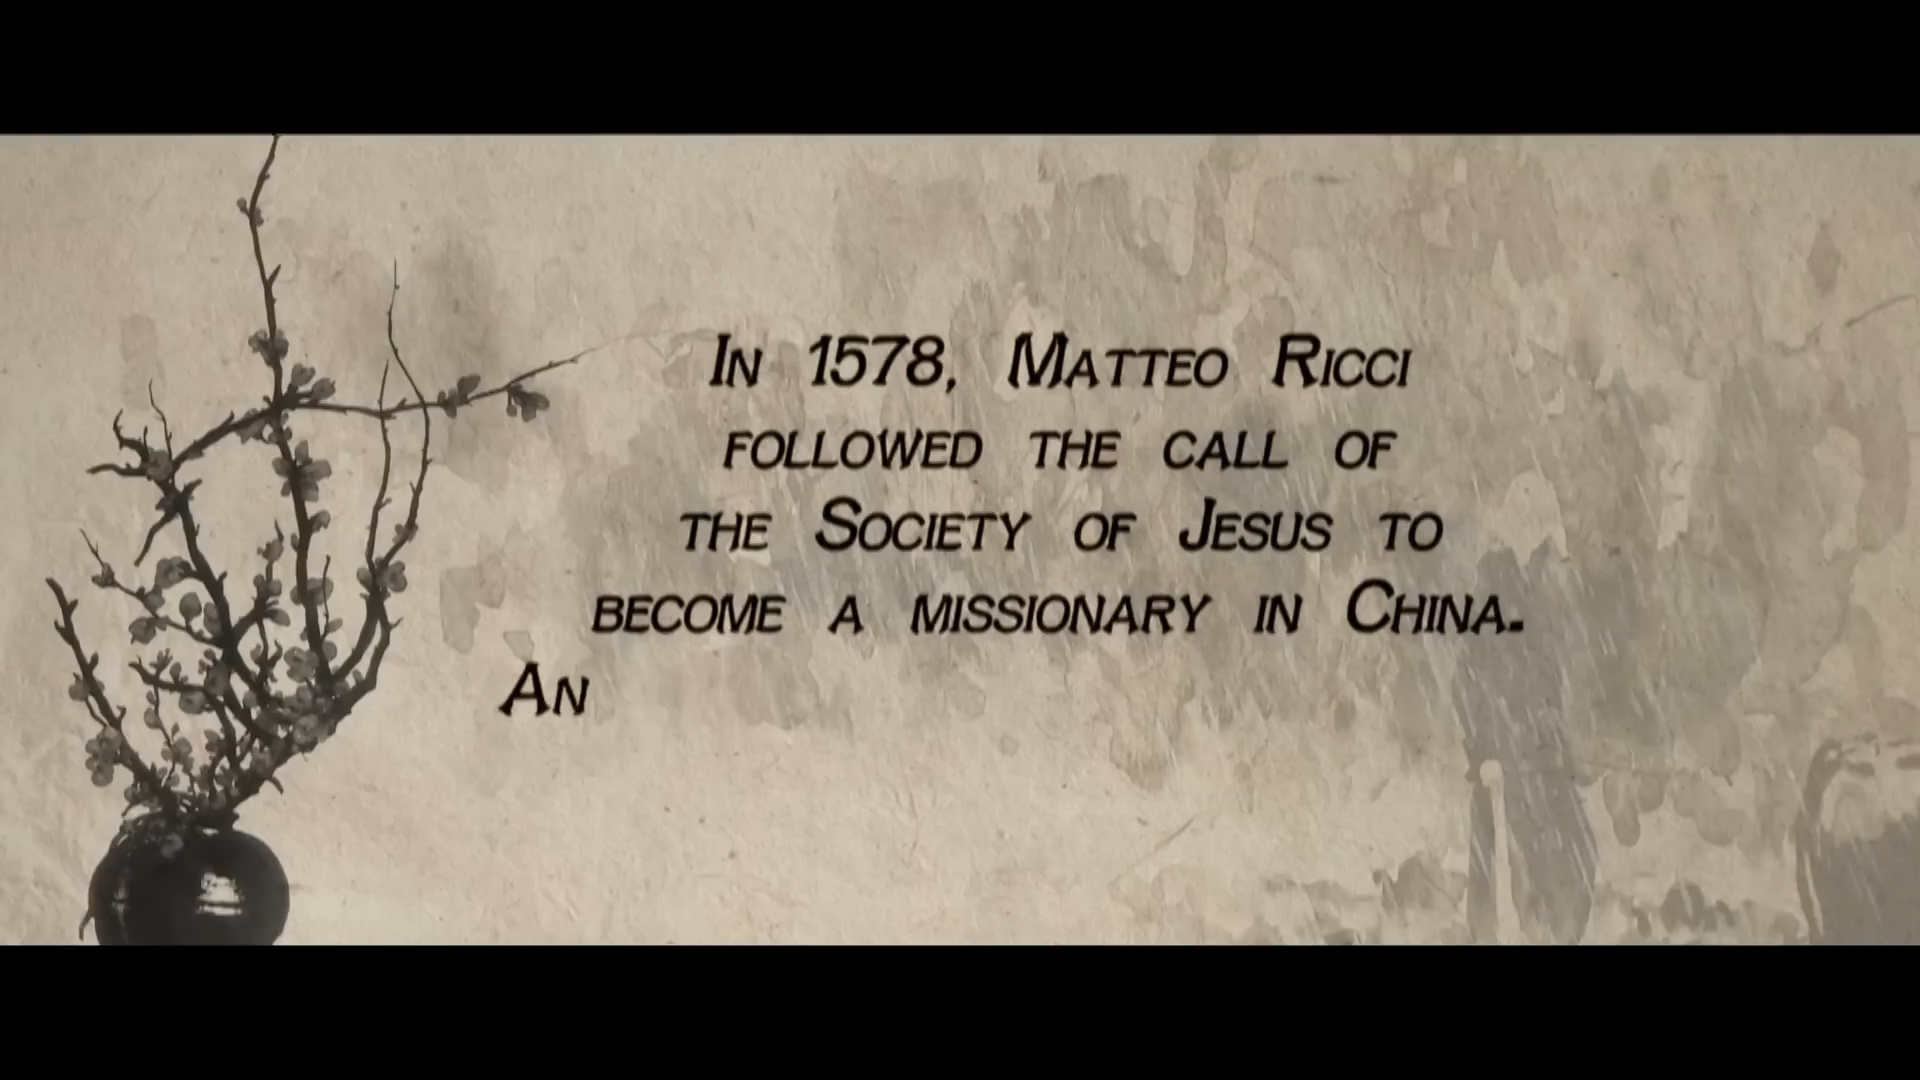 In 1578, Matteo Ricci
followed the call of
the Society of Jesus to
become a missionary in China.
An